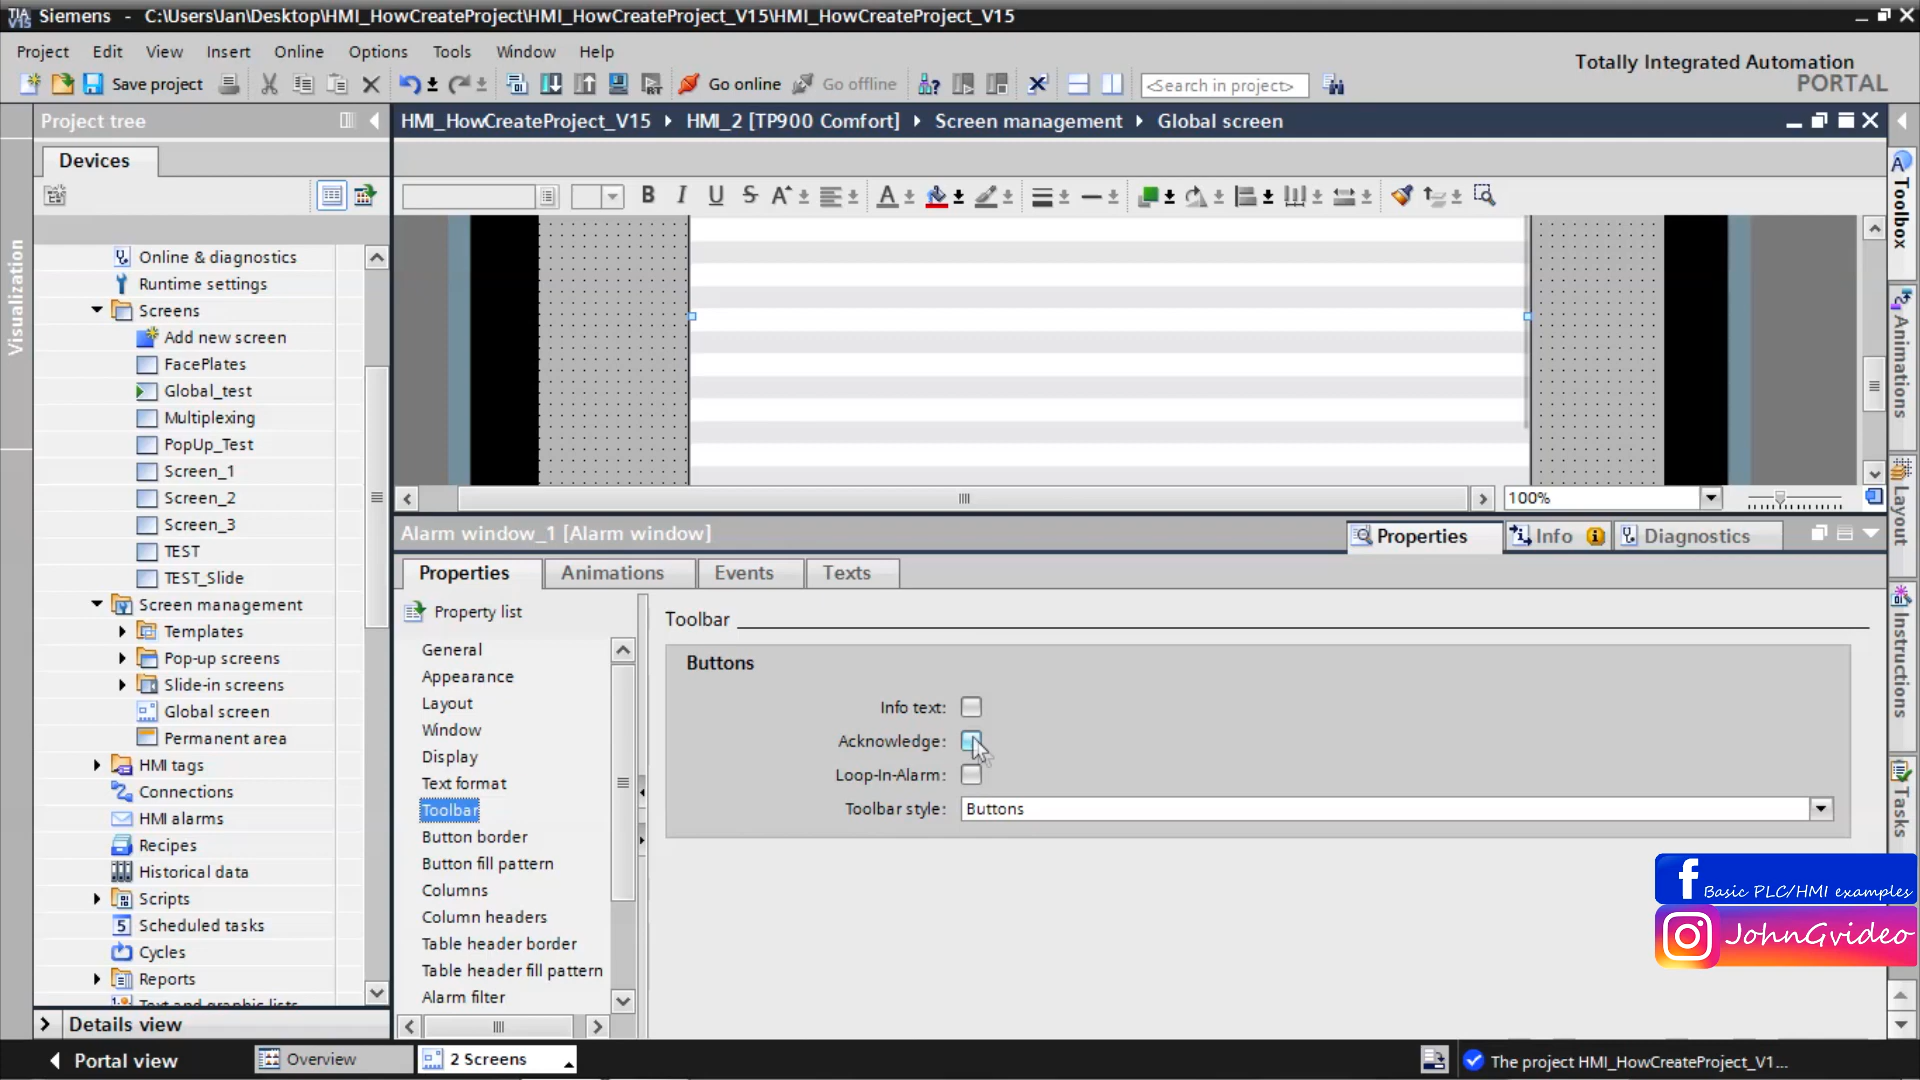 TIA V15 Siemens - C:\Users\Jan\Desktop\HMI_HowCreateProject\HMI_HowCreateProject_V15\HMI_HowCreateProject_V15
Project Edit View Insert Online Options Tools Window Help
Totally Integrated Automation
PORTAL
Save project
Go online
Go offline
<Search in project>
Project tree
HMI_HowCreateProject_V15 HMI_2 [TP900 Comfort] Screen management Global screen
Devices
B I U S A A
Visualization
Online & diagnostics
Runtime settings
Screens
Add new screen
FacePlates
Global_test
Multiplexing
PopUp_Test
Screen_1
Screen_2
Screen_3
TEST
TEST_Slide
Screen management
Templates
Pop-up screens
Slide-in screens
Global screen
Permanent area
HMI tags
Connections
HMI alarms
Recipes
Historical data
Scripts
Scheduled tasks
Cycles
Reports
Text and graphic lists
Details view
100%
Alarm window_1 [Alarm window]
Properties Info Diagnostics
Properties Animations Events Texts
Property list
General
Appearance
Layout
Window
Display
Text format
Toolbar
Button border
Button fill pattern
Columns
Column headers
Table header border
Table header fill pattern
Alarm filter
Toolbar
Buttons
Info text:
Acknowledge:
Loop-In-Alarm:
Toolbar style: Buttons
Toolbox
Animations
Layout
Instructions
Tasks
Basic PLC/HMI examples
JohnGvideo
Portal view
Overview
2 Screens
The project HMI_HowCreateProject_V1...